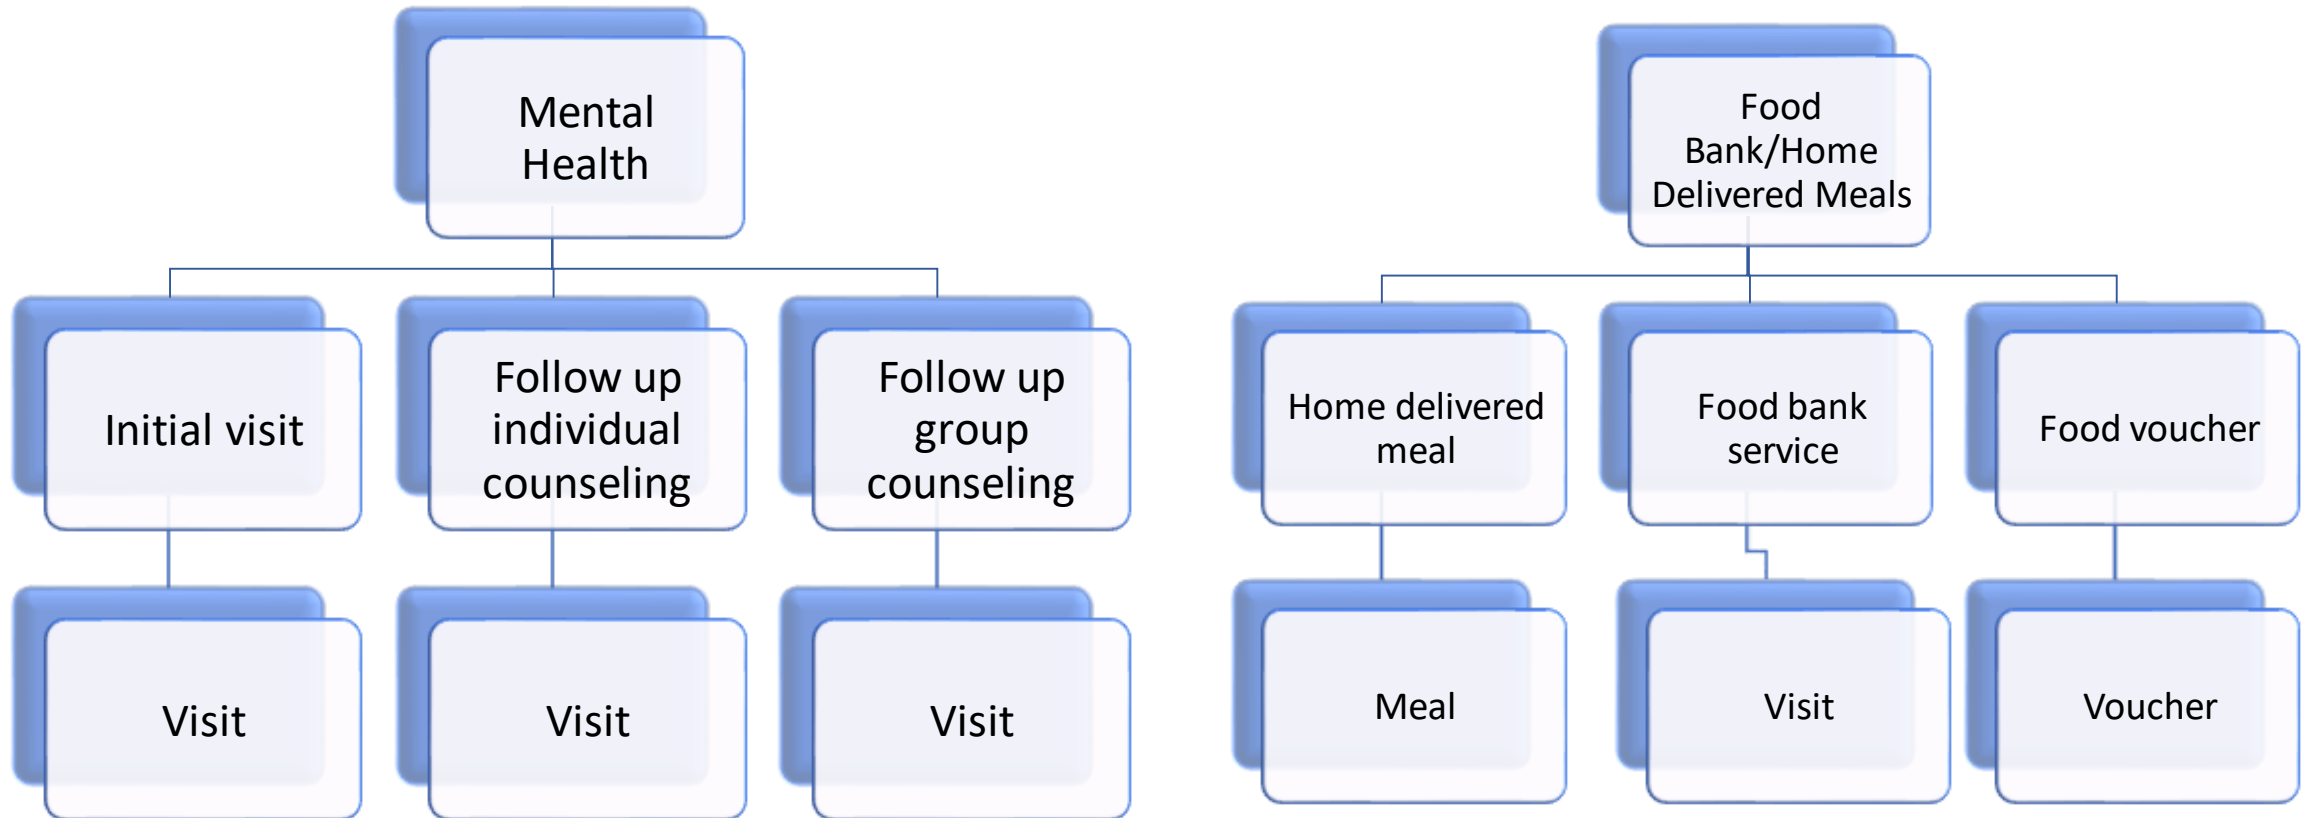 Mental
Health
Initial visit
Follow up
individual
counseling
Follow up
group
counseling
Visit
Visit
Visit
Food
Bank/Home
Delivered Meals
Home delivered
meal
Food bank
service
Food voucher
Meal
Visit
Voucher